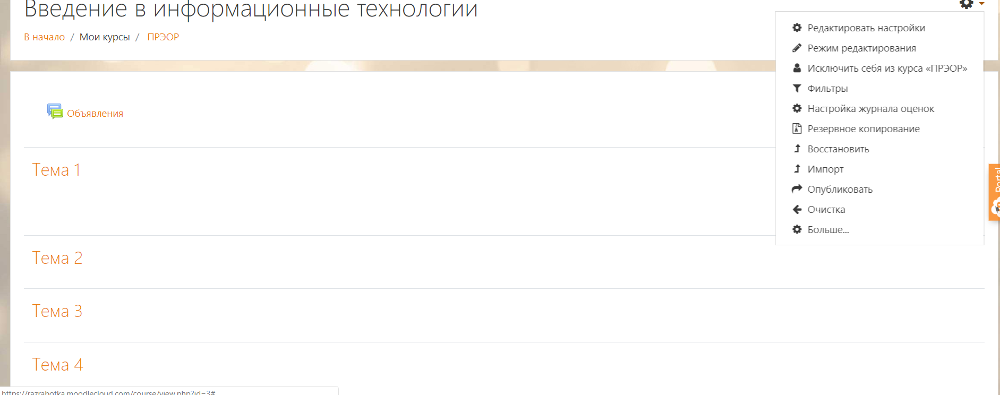 Введение в информационные технологии
В начало / Мои курсы / ПРЭОР
Редактировать настройки
Режим редактирования
Исключить себя из курса «ПРЭОР»
Фильтры
Настройка журнала оценок
Резервное копирование
Восстановить
Импорт
Опубликовать
Очистка
Больше...
Объявления
Тема 1
Тема 2
Тема 3
Тема 4
Portal
https://razrabotka.moodlecloud.com/course/view.php?id=3#